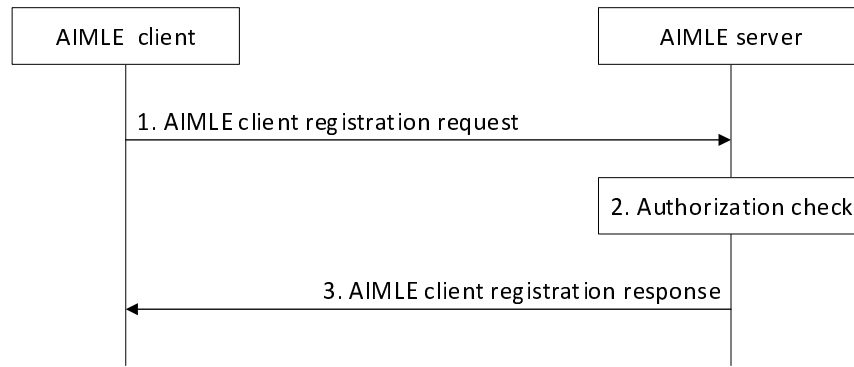 AIMLE client
AIMLE server
1. AIMLE client registration request
2. Authorization check
3. AIMLE client registration response